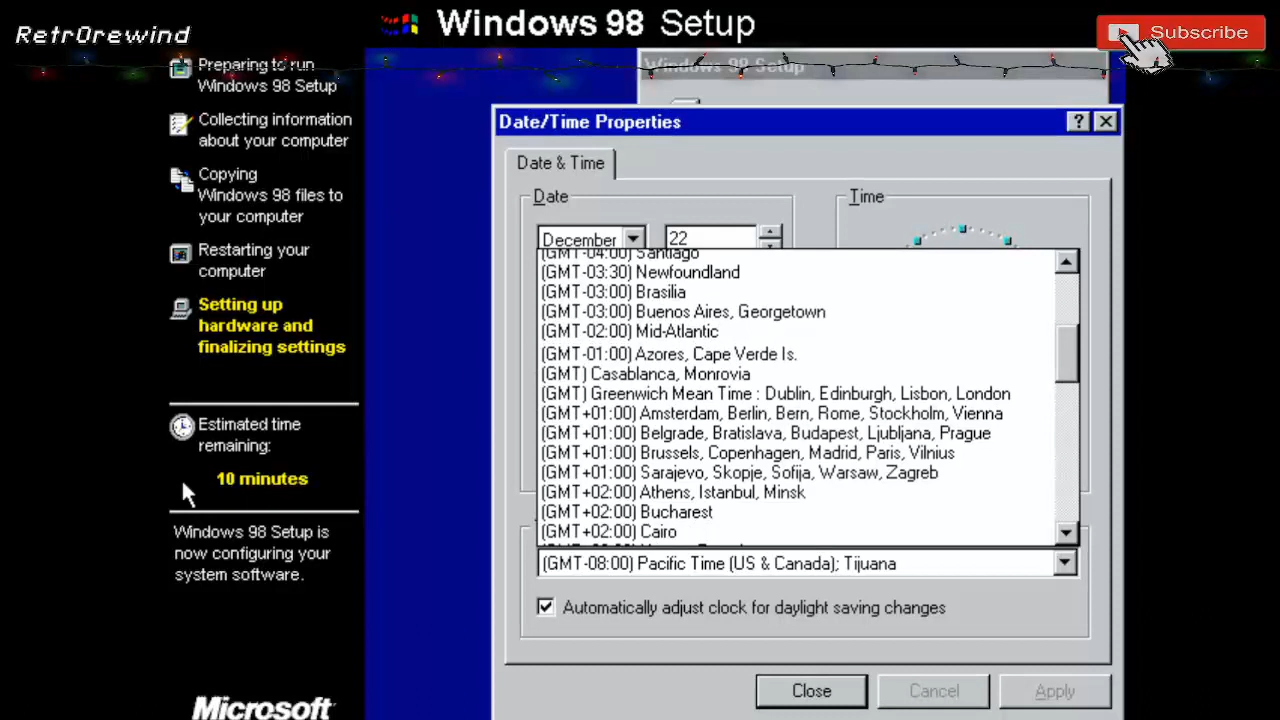 Retr0rewind
Windows 98 Setup
Subscribe
Preparing to run
Windows 98 Setup
Collecting information
about your computer
Copying
Windows 98 files to
your computer
Restarting your
computer
Setting up
hardware and
finalizing settings
Estimated time
remaining:
10 minutes
Windows 98 Setup is
now configuring your
system software.
Microsoft
Windows 98 Setup
Date/Time Properties
Date & Time
Date
Time
December
22
(GMT-04:00) Santiago
(GMT-03:30) Newfoundland
(GMT-03:00) Brasilia
(GMT-03:00) Buenos Aires, Georgetown
(GMT-02:00) Mid-Atlantic
(GMT-01:00) Azores, Cape Verde Is.
(GMT) Casablanca, Monrovia
(GMT) Greenwich Mean Time : Dublin, Edinburgh, Lisbon, London
(GMT+01:00) Amsterdam, Berlin, Bern, Rome, Stockholm, Vienna
(GMT+01:00) Belgrade, Bratislava, Budapest, Ljubljana, Prague
(GMT+01:00) Brussels, Copenhagen, Madrid, Paris, Vilnius
(GMT+01:00) Sarajevo, Skopje, Sofija, Warsaw, Zagreb
(GMT+02:00) Athens, Istanbul, Minsk
(GMT+02:00) Bucharest
(GMT+02:00) Cairo
(GMT-08:00) Pacific Time (US & Canada); Tijuana
Automatically adjust clock for daylight saving changes
Close
Cancel
Apply